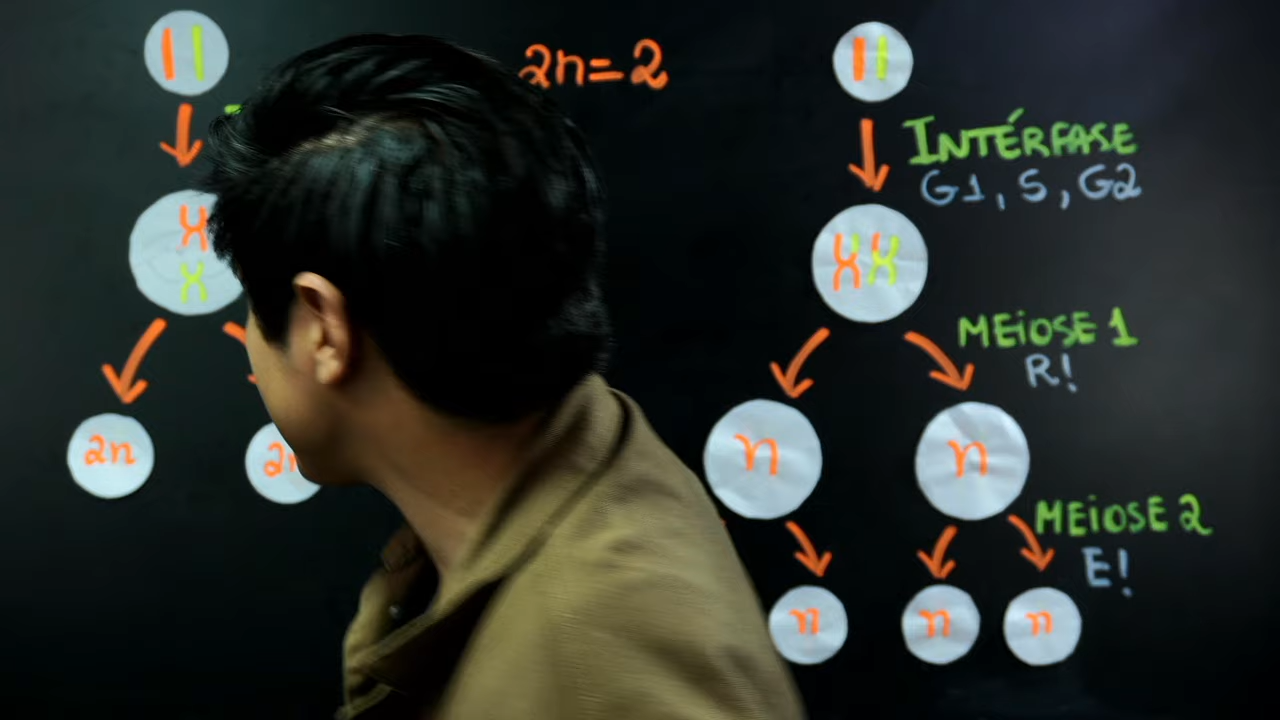 2n=2
INTÉRFASE
G1, S, G2
MEiOSE 1
R!
2n
n
n
MEiOSE 2
E!
n
n
n